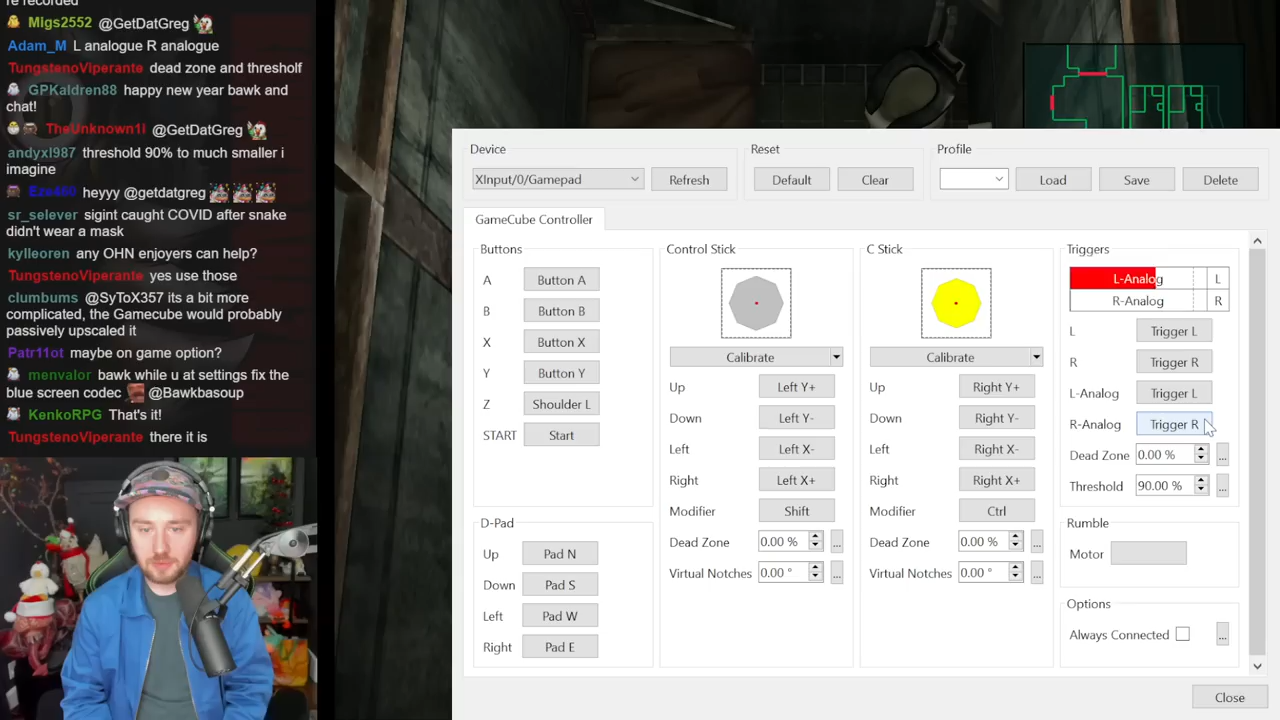 re recorded
MIgs2552 @GetDatGreg
Adam_M L analogue R analogue
TungstenoViperante dead zone and thresholf
GPKaldren88 happy new year bawk and
chat!
TheUnknown1i @GetDatGreg
andyxl987 threshold 90% to much smaller i
imagine
Eze460 heyyy @getdatgreg
sr_selever sigint caught COVID after snake
didn't wear a mask
kylleoren any OHN enjoyers can help?
TungstenoViperante yes use those
clumbums @SyToX357 its a bit more
complicated, the Gamecube would probably
passively upscaled it
Patr11ot maybe on game option?
menvalor bawk while u at settings fix the
blue screen codec @Bawkbasoup
KenkoRPG That's it!
TungstenoViperante there it is
Device
XInput/0/Gamepad
Refresh
Reset
Default
Clear
Profile
Load
Save
Delete
GameCube Controller
Buttons
A Button A
B Button B
X Button X
Y Button Y
Z Shoulder L
START Start
D-Pad
Up Pad N
Down Pad S
Left Pad W
Right Pad E
Control Stick
Calibrate
Up Left Y+
Down Left Y-
Left Left X-
Right Left X+
Modifier Shift
Dead Zone 0.00 % ...
Virtual Notches 0.00 ° ...
C Stick
Calibrate
Up Right Y+
Down Right Y-
Left Right X-
Right Right X+
Modifier Ctrl
Dead Zone 0.00 % ...
Virtual Notches 0.00 ° ...
Triggers
L-Analog L
R-Analog R
L Trigger L
R Trigger R
L-Analog Trigger L
R-Analog Trigger R
Dead Zone 0.00 % ...
Threshold 90.00 % ...
Rumble
Motor
Options
Always Connected ...
Close